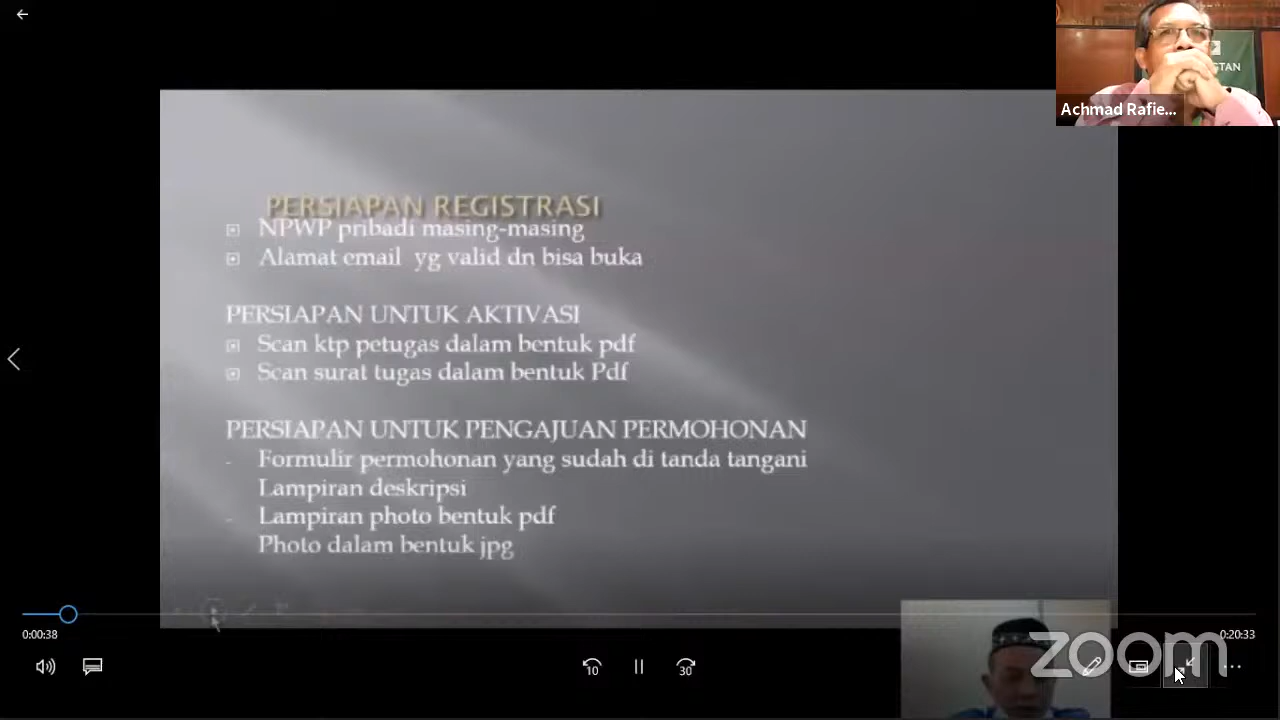 STAN
Achmad Rafie...
PERSIAPAN REGISTRASI
NPWP pribadi masing-masing
Alamat email yg valid dn bisa buka
PERSIAPAN UNTUK AKTIVASI
Scan ktp petugas dalam bentuk pdf
Scan surat tugas dalam bentuk Pdf
PERSIAPAN UNTUK PENGAJUAN PERMOHONAN
- Formulir permohonan yang sudah di tanda tangani
Lampiran deskripsi
- Lampiran photo bentuk pdf
Photo dalam bentuk jpg
0:00:38
0:20:33
zoom
10
30